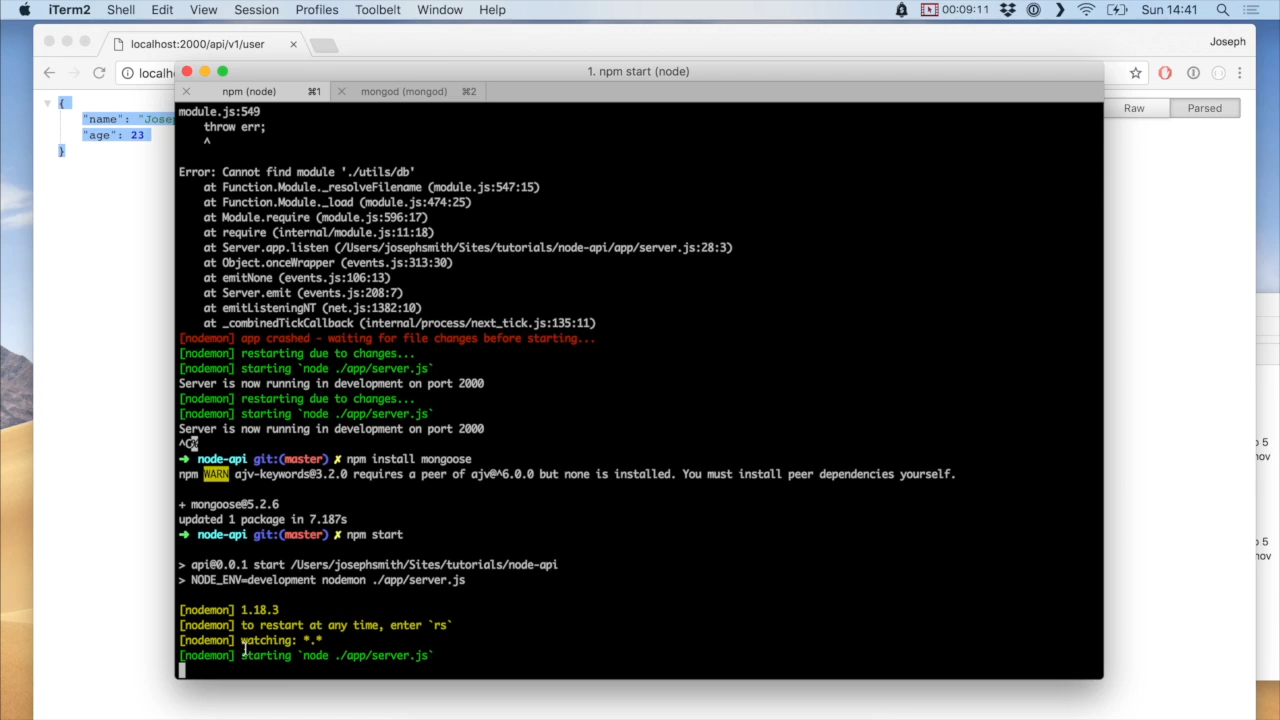 iTerm2 Shell Edit View Session Profiles Toolbelt Window Help 00:09:11 Sun 14:41
localhost:2000/api/v1/user
Joseph
localh
1. npm start (node)
npm (node) ⌘1 mongod (mongod) ⌘2
Raw Parsed
{
"name": "Josep
"age": 23
}
module.js:549
throw err;
^
Error: Cannot find module './utils/db'
at Function.Module._resolveFilename (module.js:547:15)
at Function.Module._load (module.js:474:25)
at Module.require (module.js:596:17)
at require (internal/module.js:11:18)
at Server.app.listen (/Users/josephsmith/Sites/tutorials/node-api/app/server.js:28:3)
at Object.onceWrapper (events.js:313:30)
at emitNone (events.js:106:13)
at Server.emit (events.js:208:7)
at emitListeningNT (net.js:1382:10)
at _combinedTickCallback (internal/process/next_tick.js:135:11)
[nodemon] app crashed - waiting for file changes before starting...
[nodemon] restarting due to changes...
[nodemon] starting `node ./app/server.js`
Server is now running in development on port 2000
[nodemon] restarting due to changes...
[nodemon] starting `node ./app/server.js`
Server is now running in development on port 2000
^C%
➜ node-api git:(master) ✗ npm install mongoose
npm WARN ajv-keywords@3.2.0 requires a peer of ajv@^6.0.0 but none is installed. You must install peer dependencies yourself.
+ mongoose@5.2.6
updated 1 package in 7.187s
➜ node-api git:(master) ✗ npm start
> api@0.0.1 start /Users/josephsmith/Sites/tutorials/node-api
> NODE_ENV=development nodemon ./app/server.js
[nodemon] 1.18.3
[nodemon] to restart at any time, enter `rs`
[nodemon] watching: *.*
[nodemon] starting `node ./app/server.js`
5
nov
5
nov